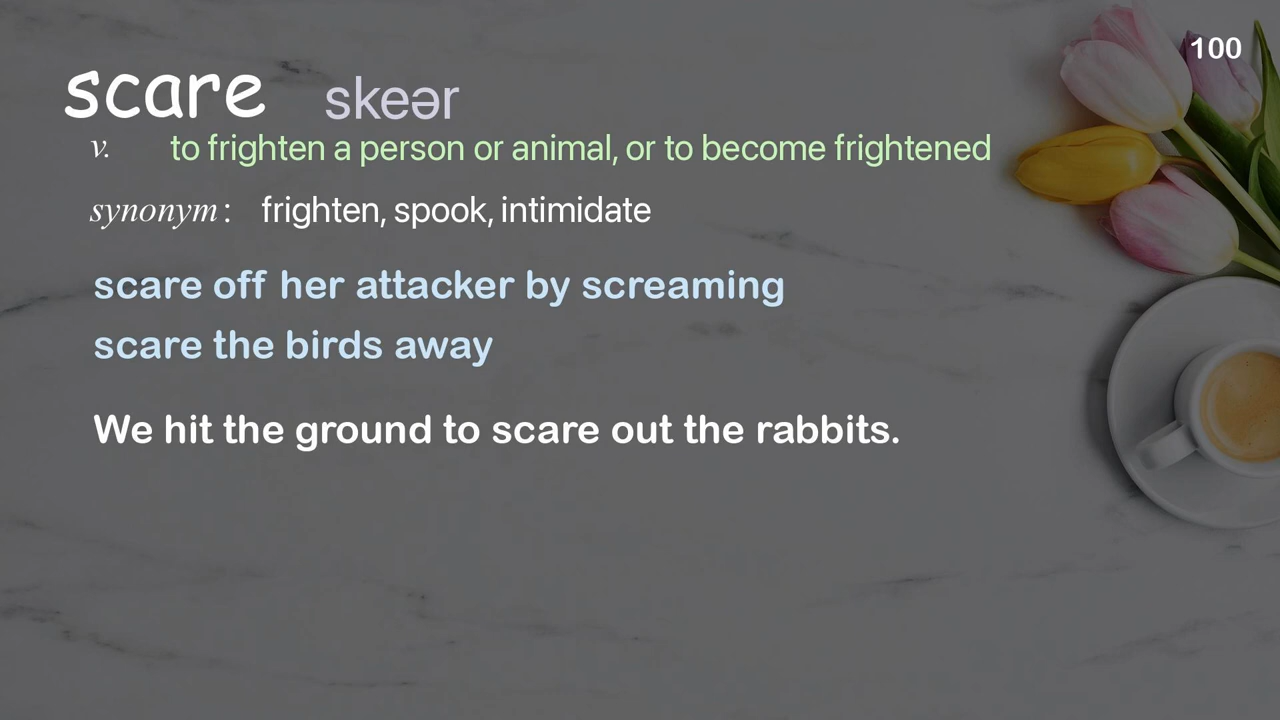 100
scare skeər
v. to frighten a person or animal, or to become frightened
synonym: frighten, spook, intimidate
scare off her attacker by screaming
scare the birds away
We hit the ground to scare out the rabbits.